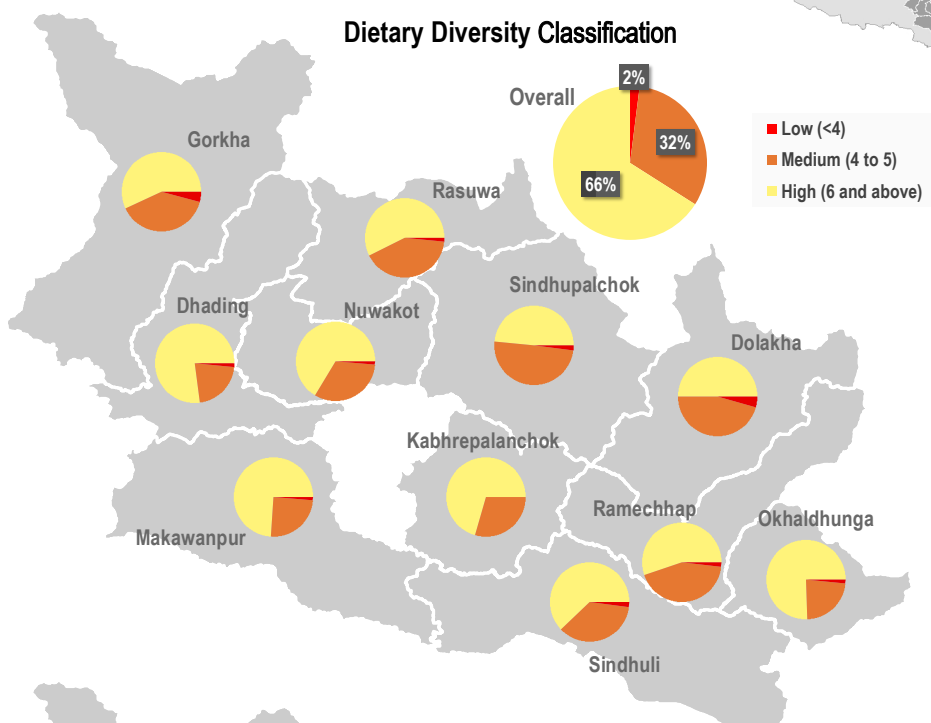 Dietary Diversity Classification
Overall
2%
32%
66%
Low (<4)
Medium (4 to 5)
High (6 and above)
Gorkha
Rasuwa
Sindhupalchok
Dhading
Nuwakot
Dolakha
Kabhrepalanchok
Ramechhap
Okhaldhunga
Makawanpur
Sindhuli